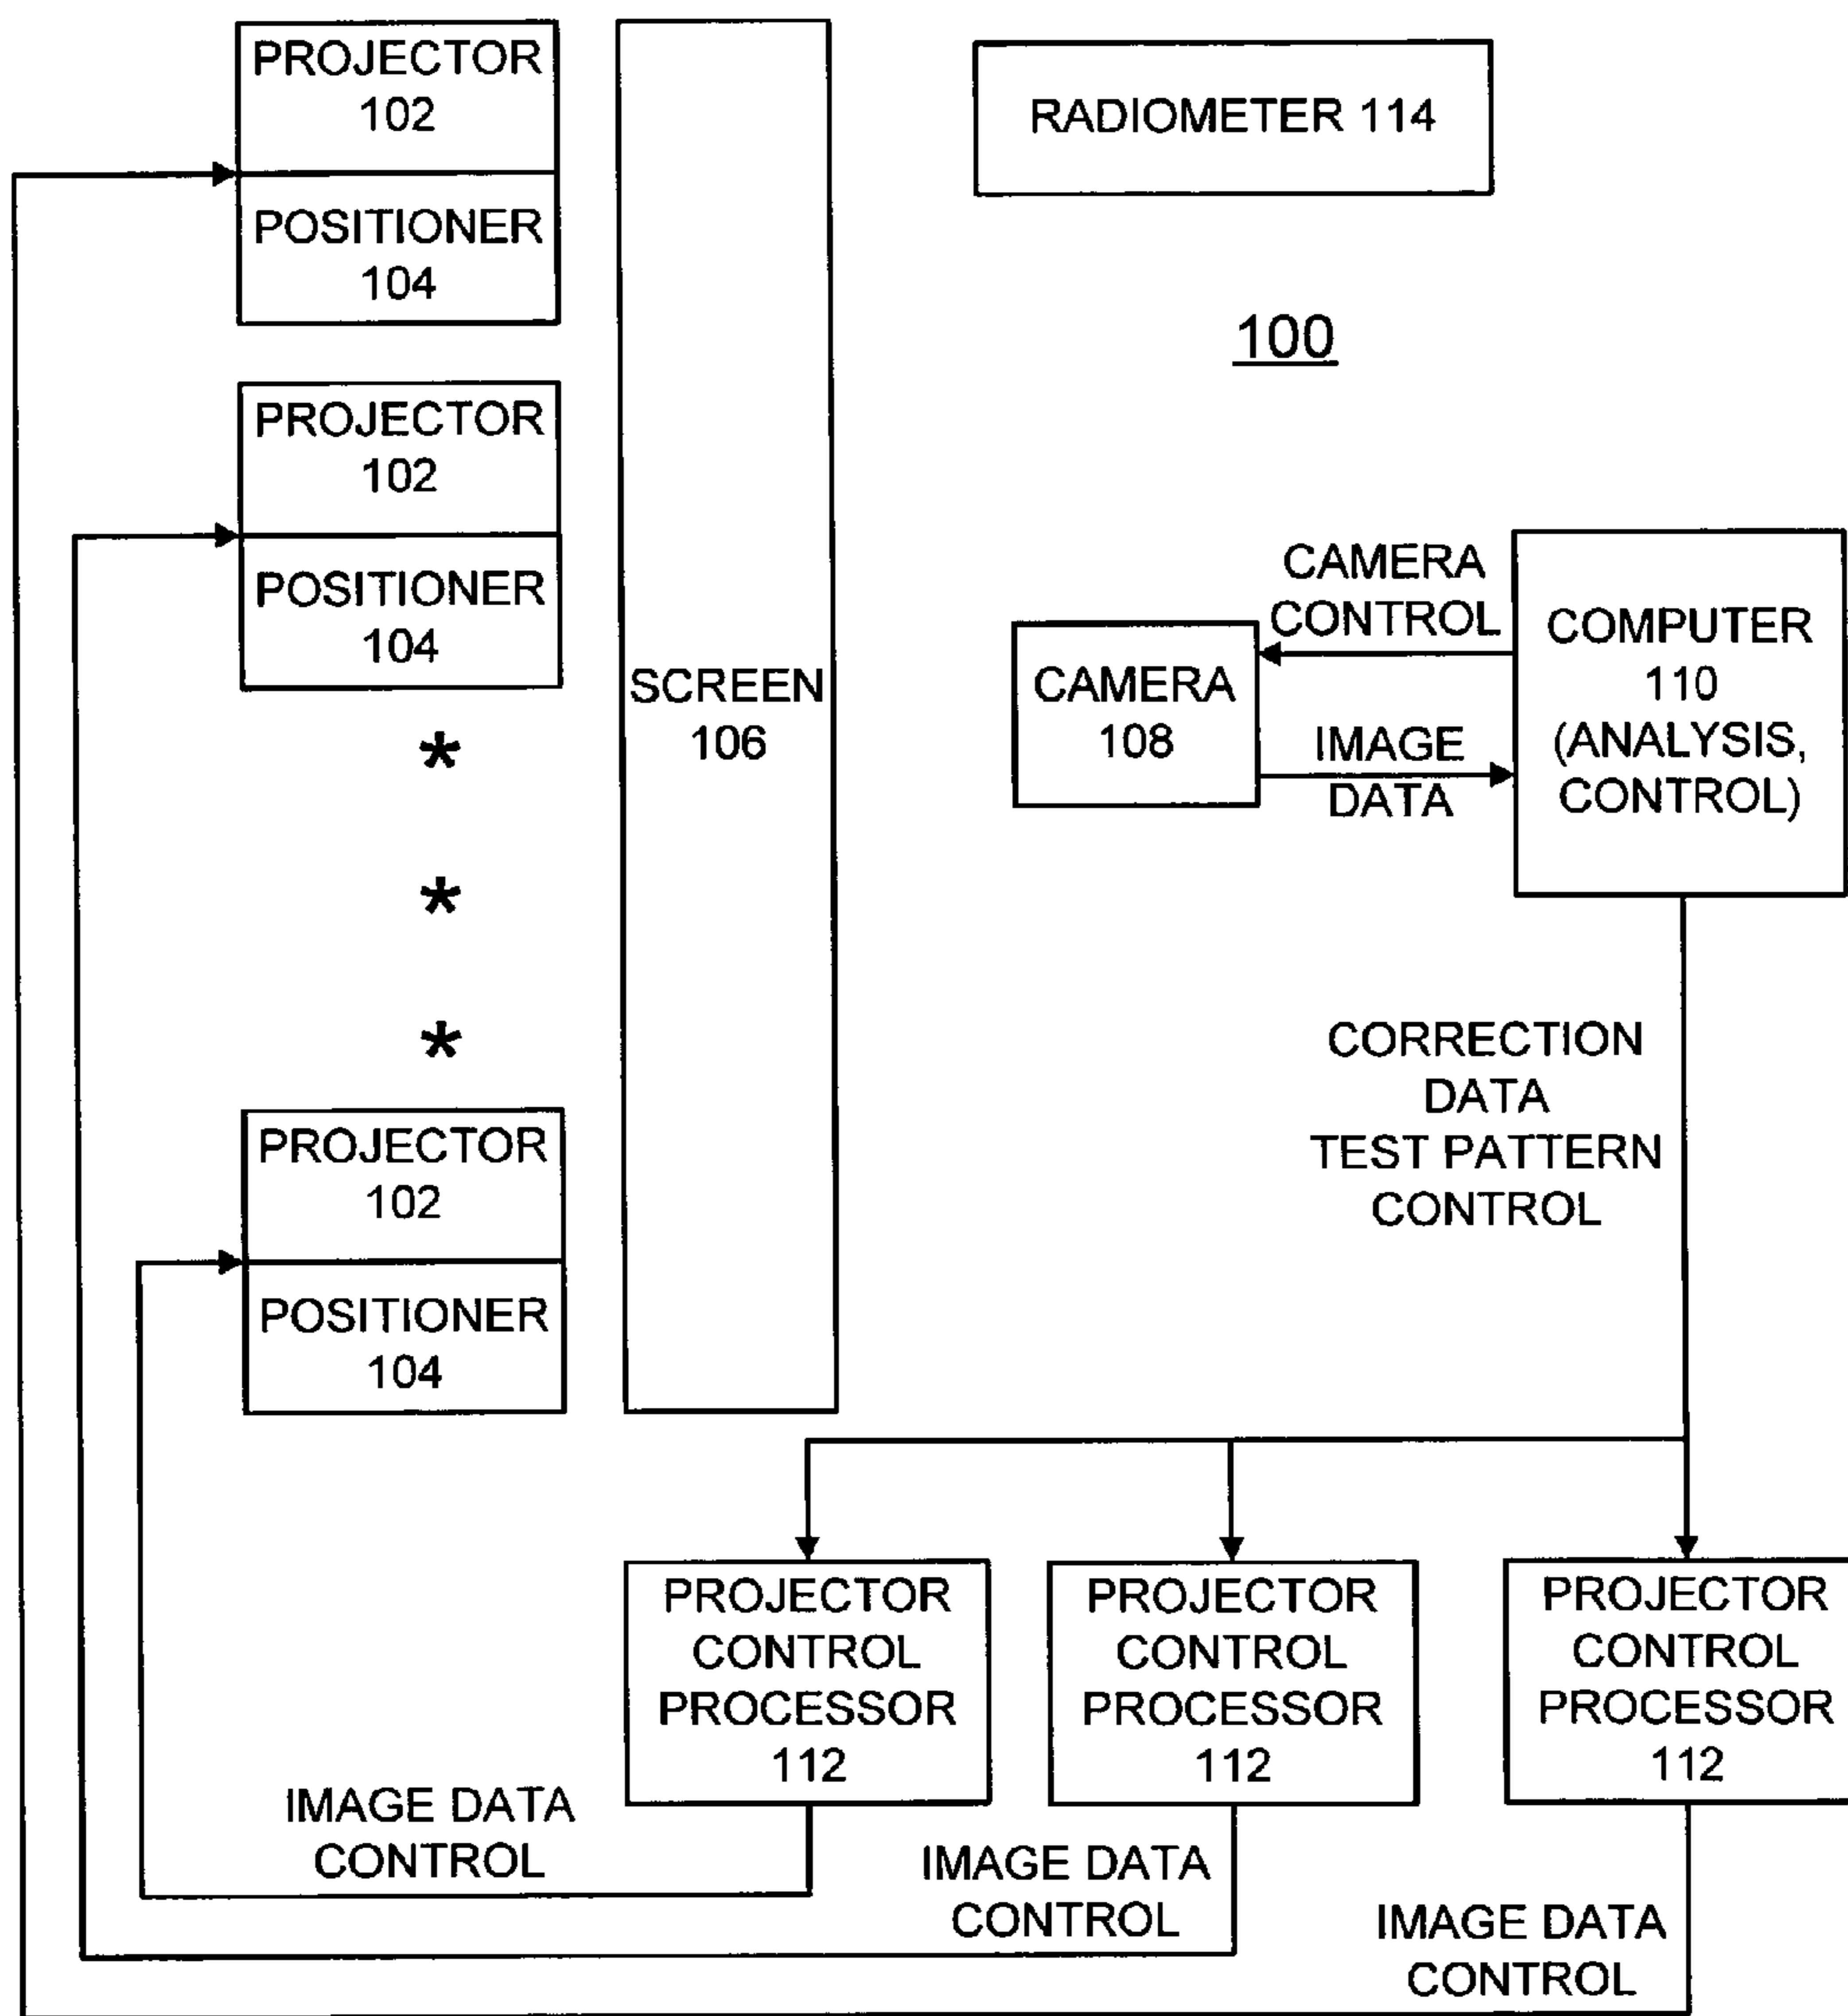 PROJECTOR
102
POSITIONER
104
RADIOMETER 114
100
PROJECTOR
102
POSITIONER
104
SCREEN
106
CAMERA
CONTROL
CAMERA
108
IMAGE
DATA
COMPUTER
110
(ANALYSIS,
CONTROL)
*
*
*
CORRECTION
DATA
TEST PATTERN
CONTROL
PROJECTOR
102
POSITIONER
104
PROJECTOR
CONTROL
PROCESSOR
112
PROJECTOR
CONTROL
PROCESSOR
112
PROJECTOR
CONTROL
PROCESSOR
112
IMAGE DATA
CONTROL
IMAGE DATA
CONTROL
IMAGE DATA
CONTROL